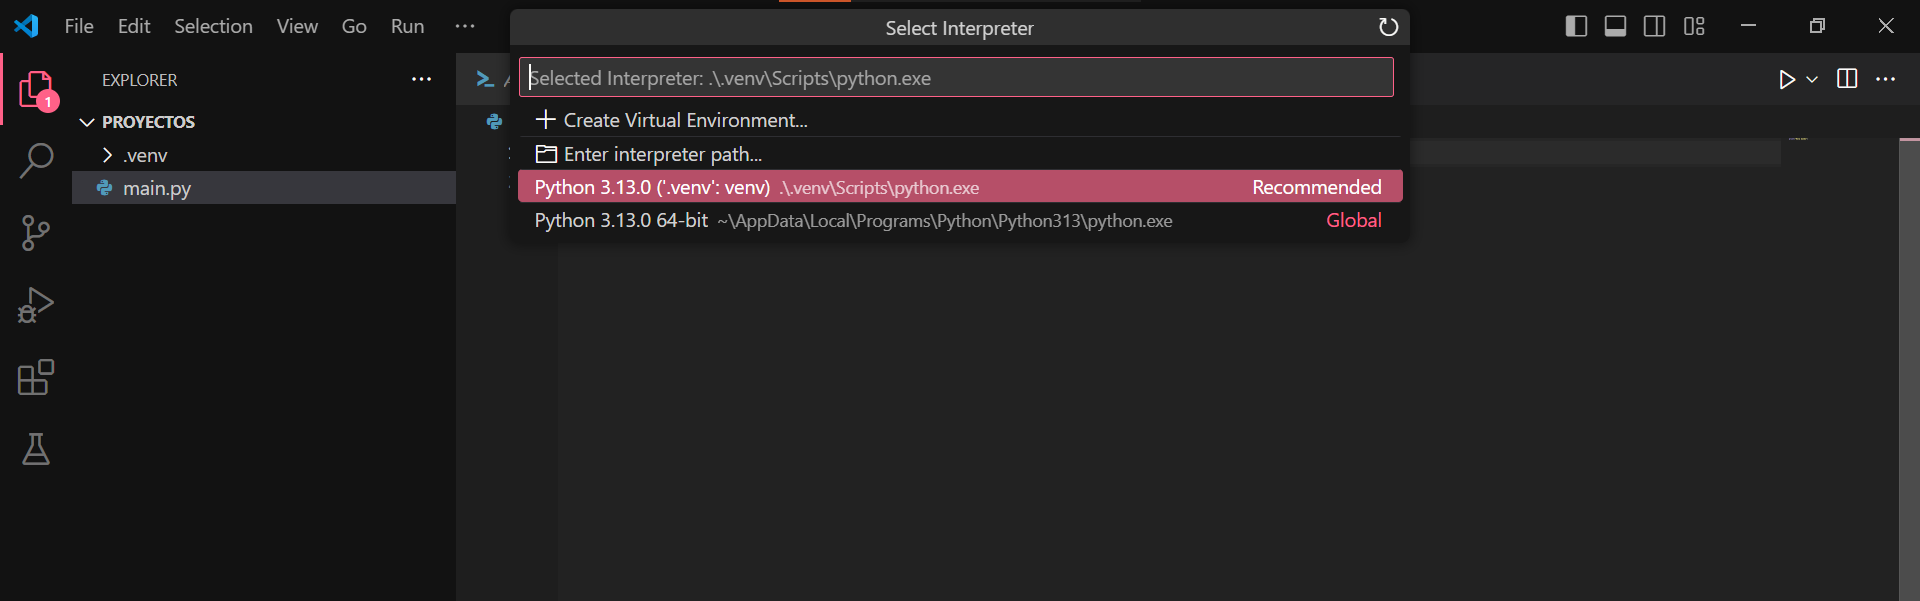 File Edit Selection View Go Run ···
Select Interpreter
EXPLORER ···
Selected Interpreter: .\.venv\Scripts\python.exe
1
PROYECTOS
Create Virtual Environment...
.venv
Enter interpreter path...
main.py
Python 3.13.0 ('.venv': venv) .\.venv\Scripts\python.exe Recommended
Python 3.13.0 64-bit ~\AppData\Local\Programs\Python\Python313\python.exe Global